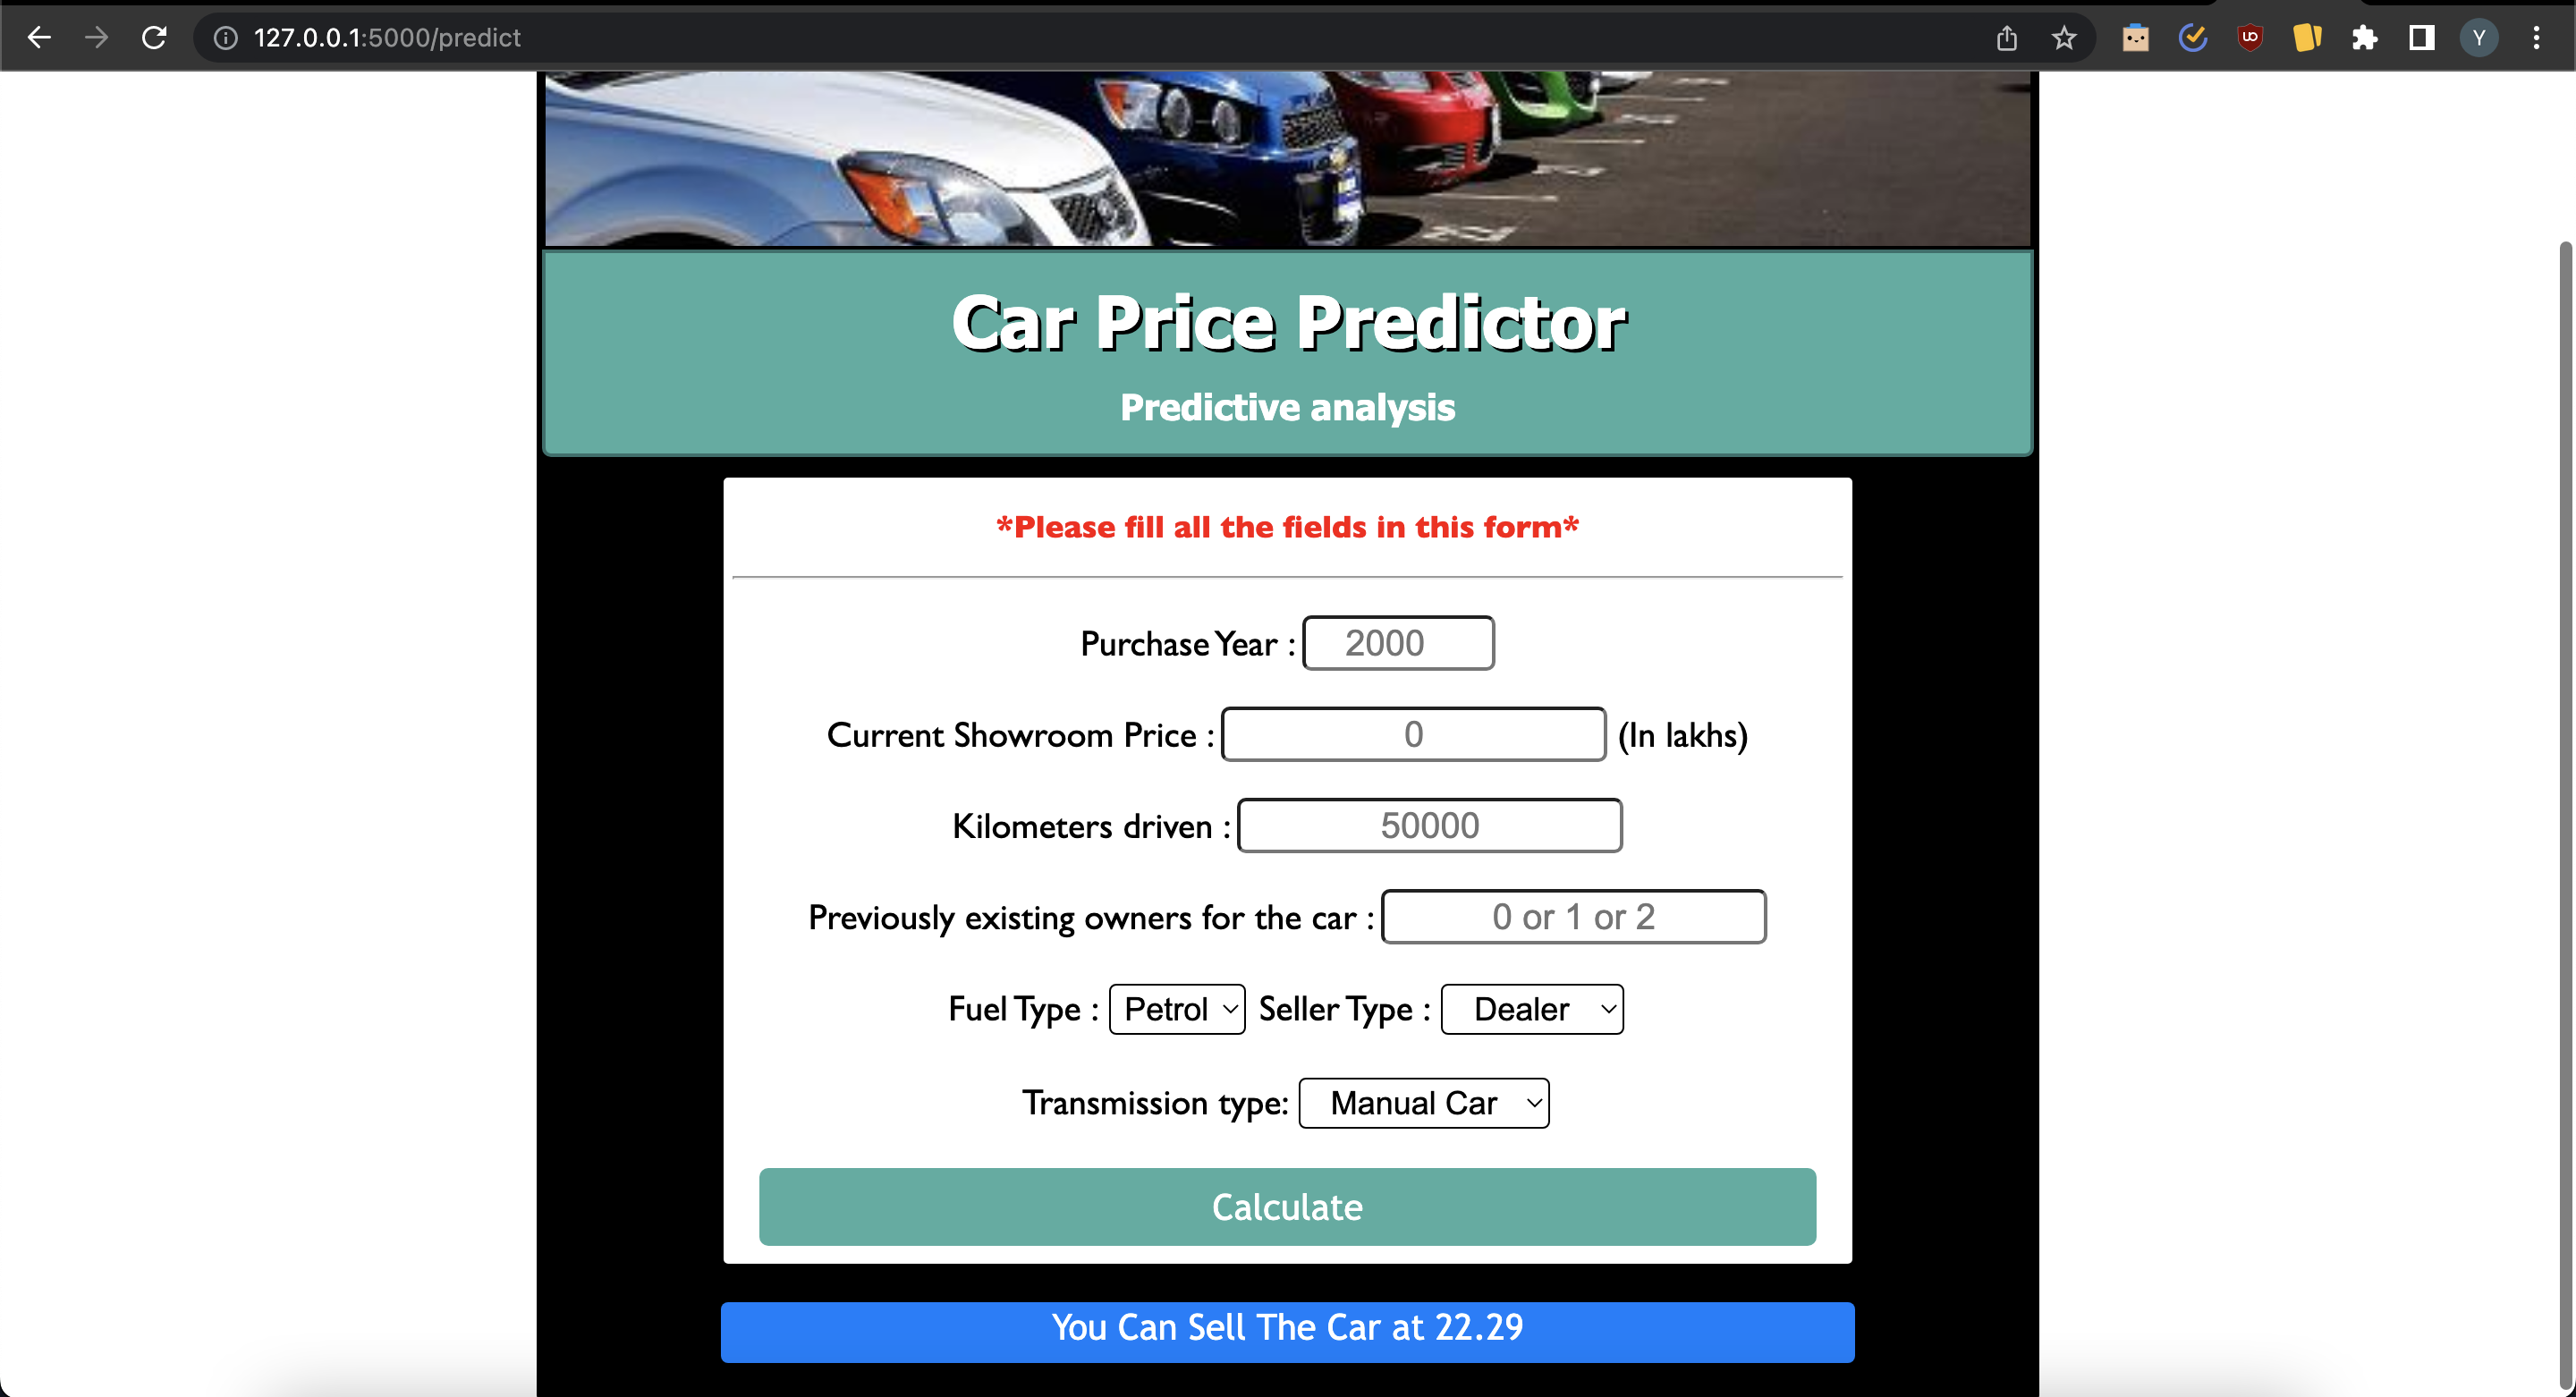 127.0.0.1:5000/predict
Y
Car Price Predictor
Predictive analysis
*Please fill all the fields in this form*
Purchase Year : 2000
Current Showroom Price : 0 (In lakhs)
Kilometers driven : 50000
Previously existing owners for the car : 0 or 1 or 2
Fuel Type : Petrol Seller Type : Dealer
Transmission type: Manual Car
Calculate
You Can Sell The Car at 22.29